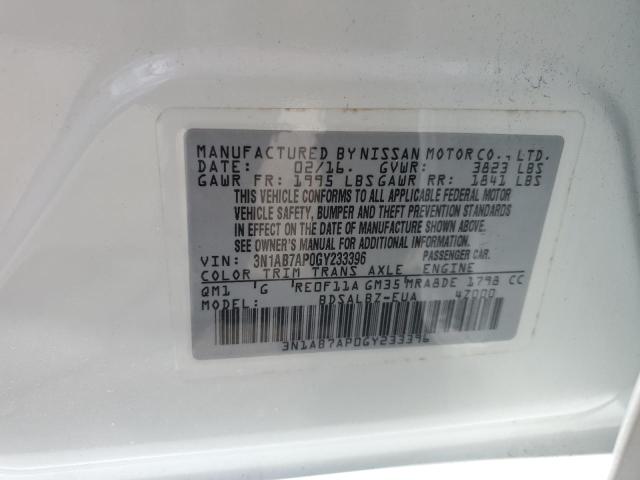 MANUFACTURED BY NISSAN MOTOR CO., LTD.
DATE: 02/16. GVWR: 3823 LBS
GAWR FR: 1995 LBS GAWR RR: 1841 LBS
THIS VEHICLE CONFORMS TO ALL APPLICABLE FEDERAL MOTOR
VEHICLE SAFETY, BUMPER AND THEFT PREVENTION STANDARDS
IN EFFECT ON THE DATE OF MANUFACTURE SHOWN ABOVE.
SEE OWNER'S MANUAL FOR ADDITIONAL INFORMATION.
VIN: 3N1AB7AP0GY233396 PASSENGER CAR.
COLOR TRIM TRANS AXLE ENGINE
QM1 G RE0F11A GM35 MRA8DE 1798 CC
MODEL: BDSALBZ-EUA 47000
3N1AB7AP0GY233396